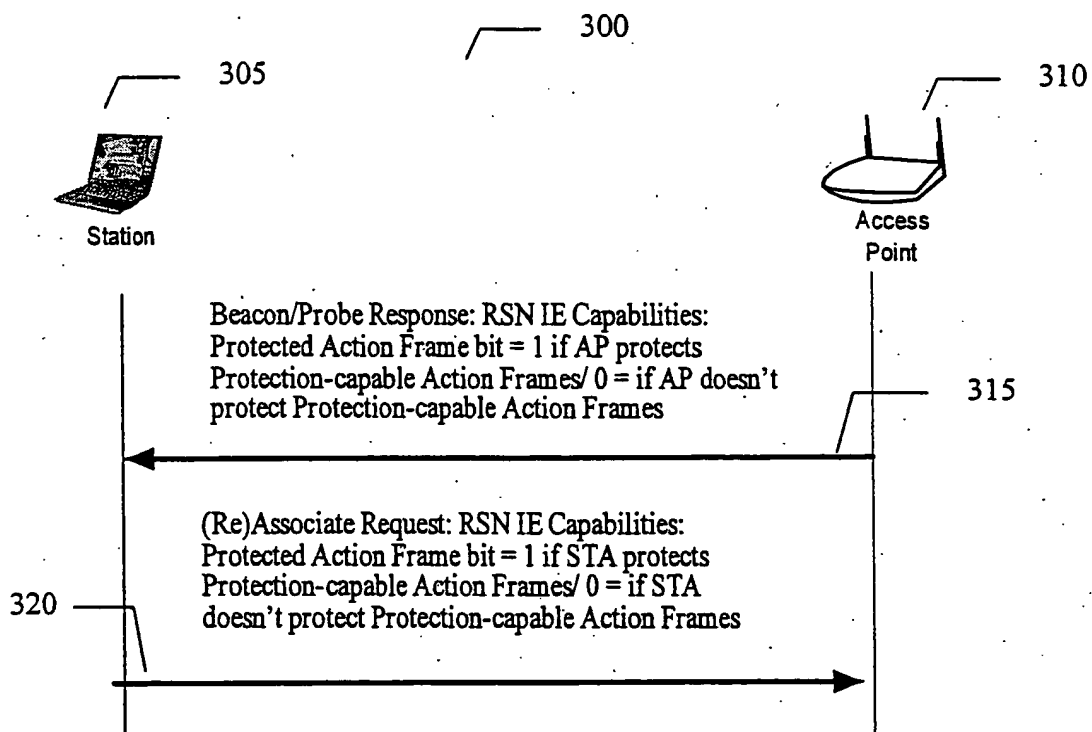 300
305
310
Station
Access
Point
Beacon/Probe Response: RSN IE Capabilities:
Protected Action Frame bit = 1 if AP protects
Protection-capable Action Frames/ 0 = if AP doesn't
protect Protection-capable Action Frames
315
(Re)Associate Request: RSN IE Capabilities:
Protected Action Frame bit = 1 if STA protects
Protection-capable Action Frames/ 0 = if STA
doesn't protect Protection-capable Action Frames
320